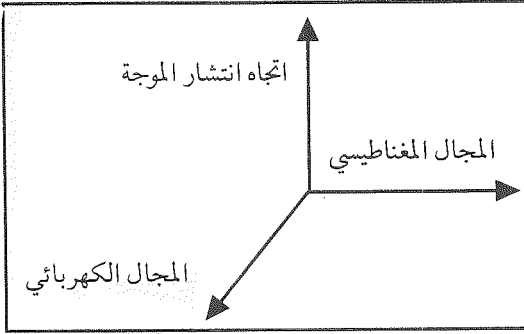 اتجاه انتشار الموجة
المجال المغناطيسي
المجال الكهربائي